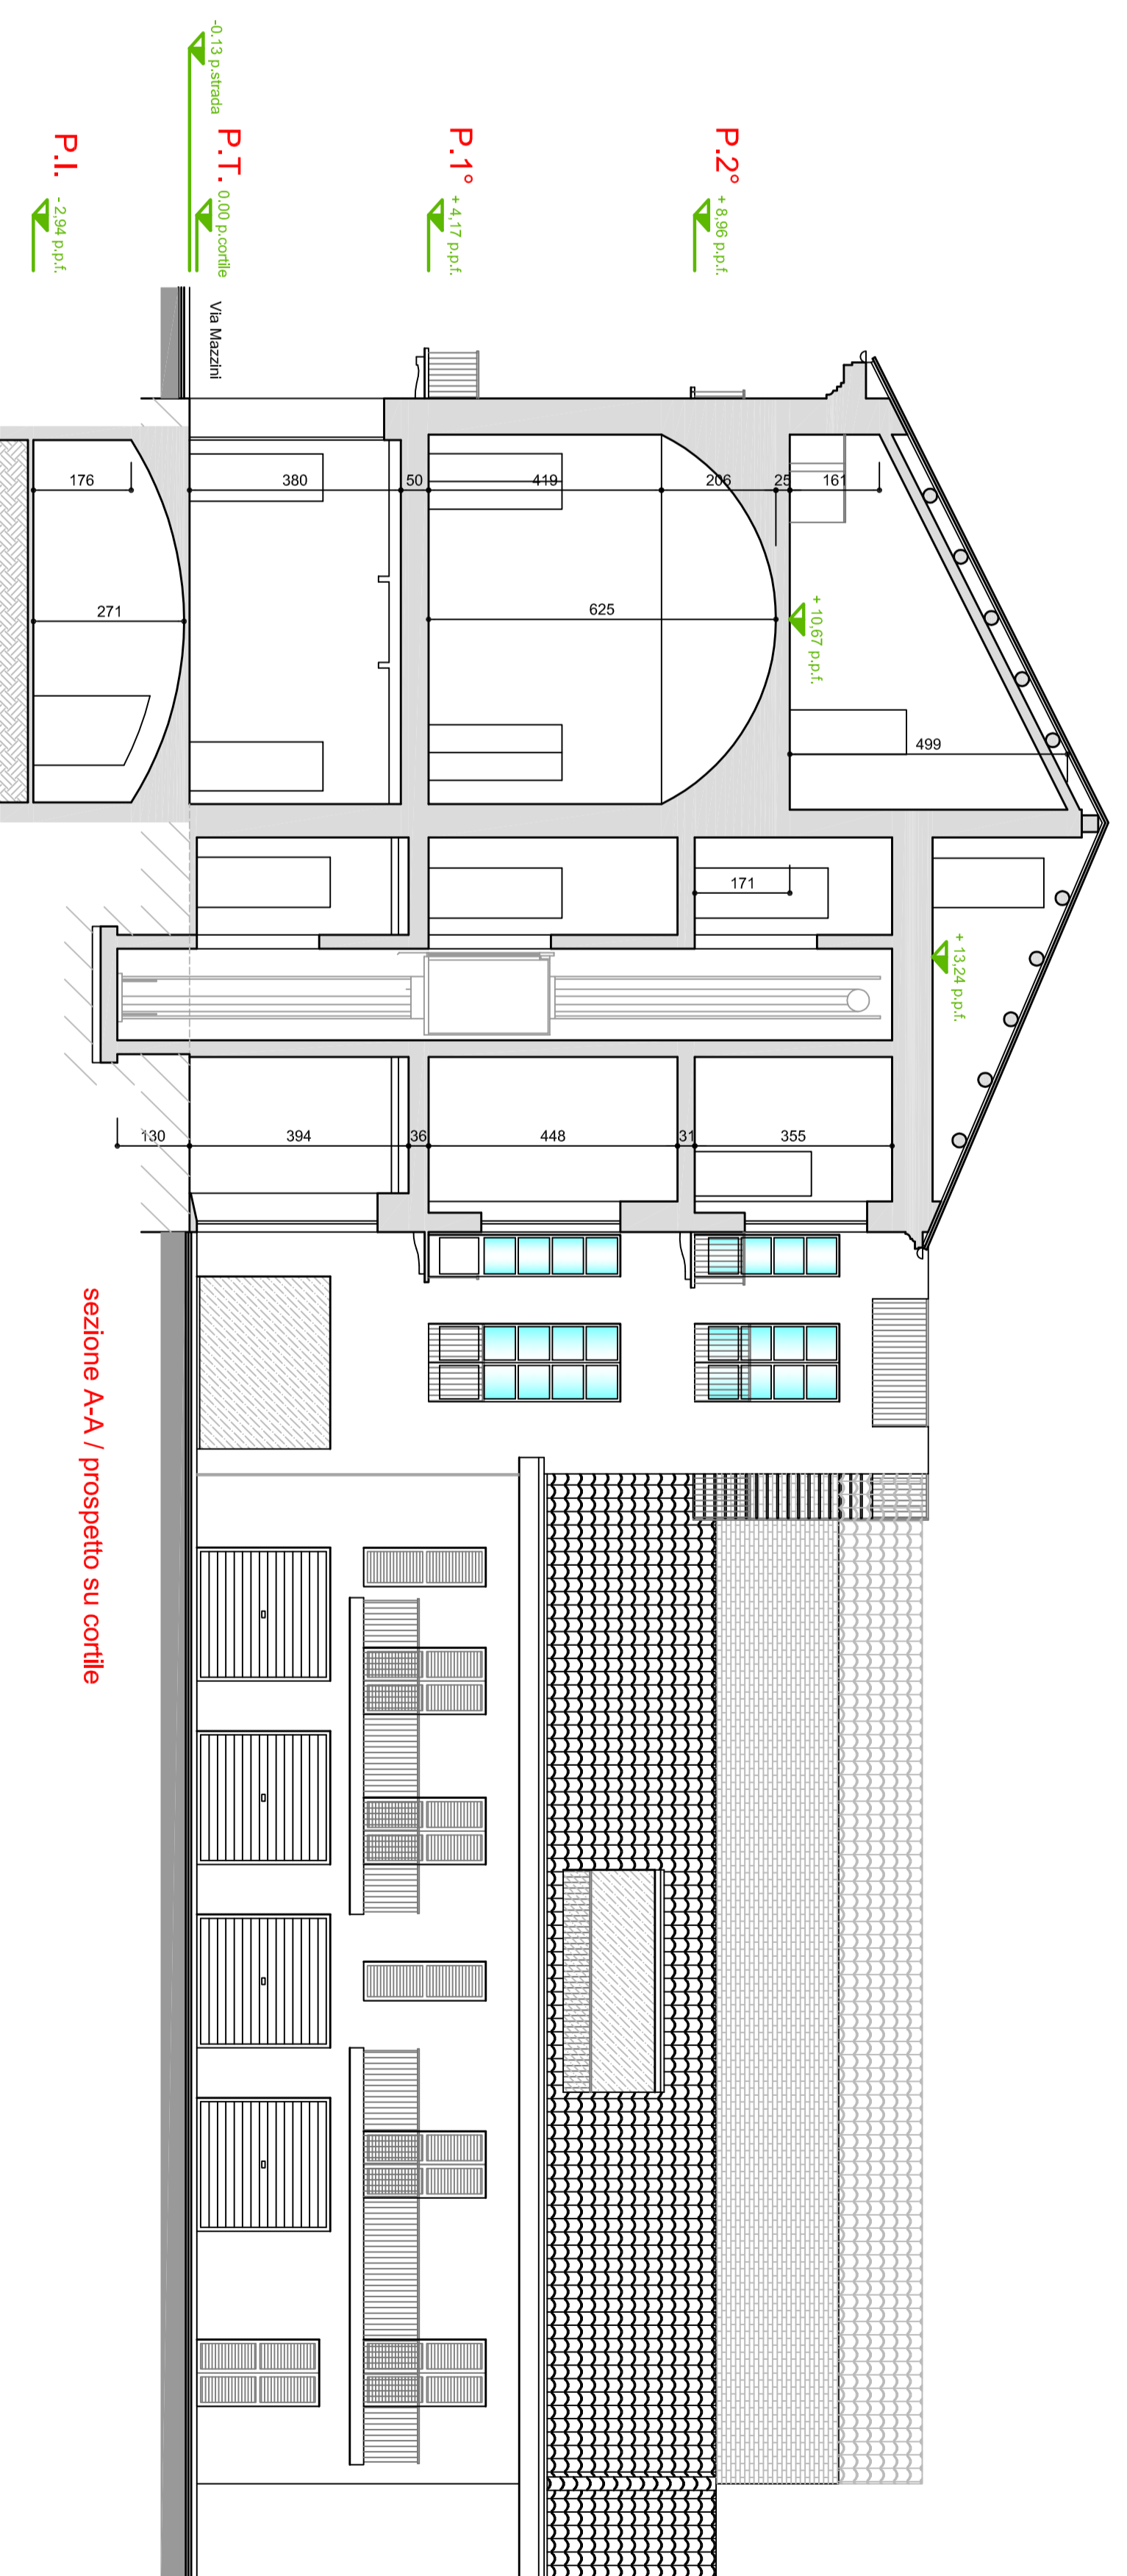 P.2°
+ 8,96 p.p.f.
P.1°
+ 4,17 p.p.f.
P.T.
0.00 p.cortile
-0.13 p.strada
P.I.
- 2,94 p.p.f.
Via Mazzini
+ 10,67 p.p.f.
+ 13,24 p.p.f.
176
380
50
419
206
25
161
271
625
499
171
130
394
36
448
31
355
sezione A-A / prospetto su cortile